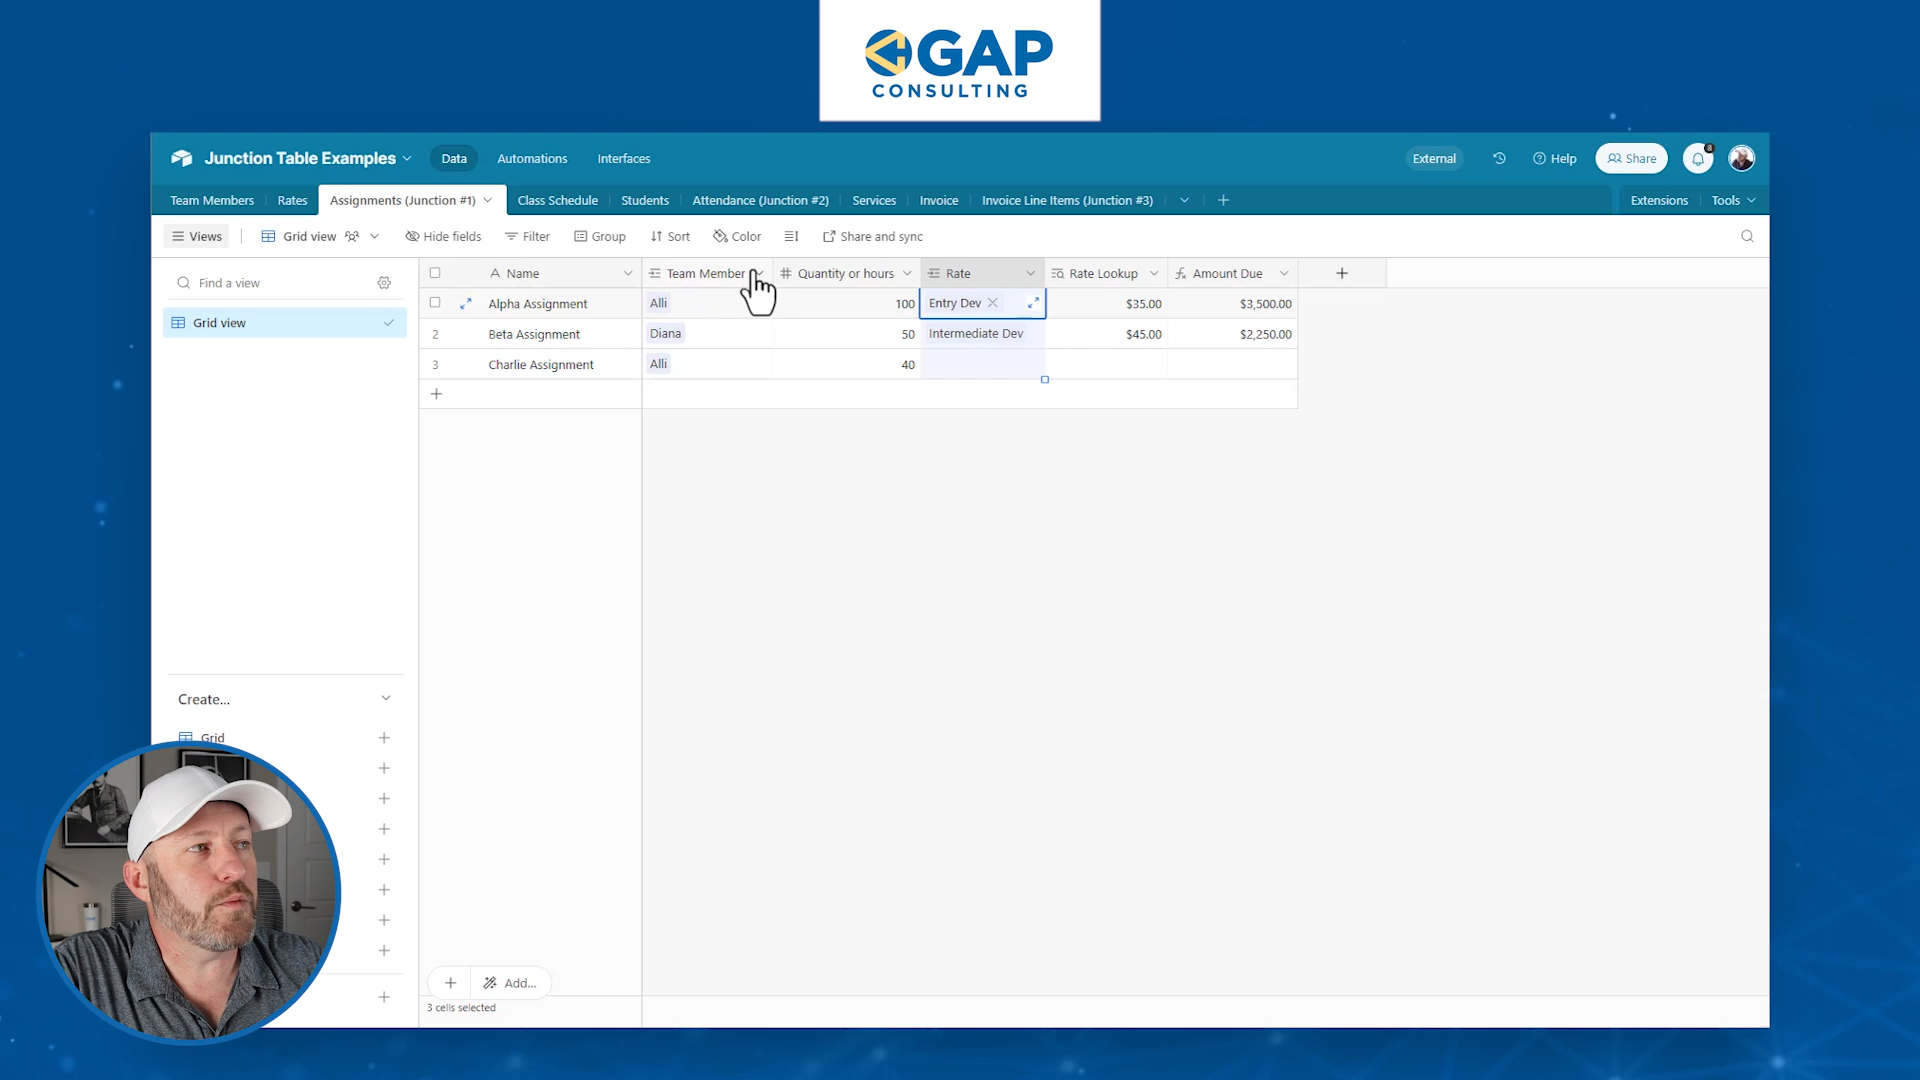 GAP
CONSULTING
Junction Table Examples
Data
Automations
Interfaces
External
Help
Share
8
Team Members
Rates
Assignments (Junction #1)
Class Schedule
Students
Attendance (Junction #2)
Services
Invoice
Invoice Line Items (Junction #3)
Extensions
Tools
Views
Grid view
Hide fields
Filter
Group
Sort
Color
Share and sync
Find a view
Grid view
Name
Team Member
Quantity or hours
Rate
Rate Lookup
Amount Due
Alpha Assignment
Alli
100
Entry Dev
$35.00
$3,500.00
2
Beta Assignment
Diana
50
Intermediate Dev
$45.00
$2,250.00
3
Charlie Assignment
Alli
40
Create...
Grid
Add...
3 cells selected